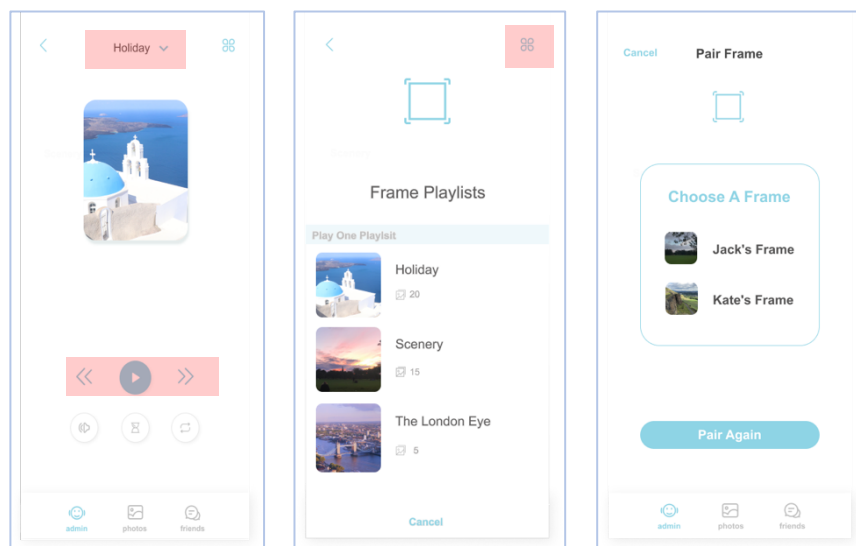 Holiday
admin photos friends
Frame Playlists
Play One Playlsit
Holiday
20
Scenery
15
The London Eye
5
Cancel
Cancel Pair Frame
Choose A Frame
Jack's Frame
Kate's Frame
Pair Again
admin photos friends